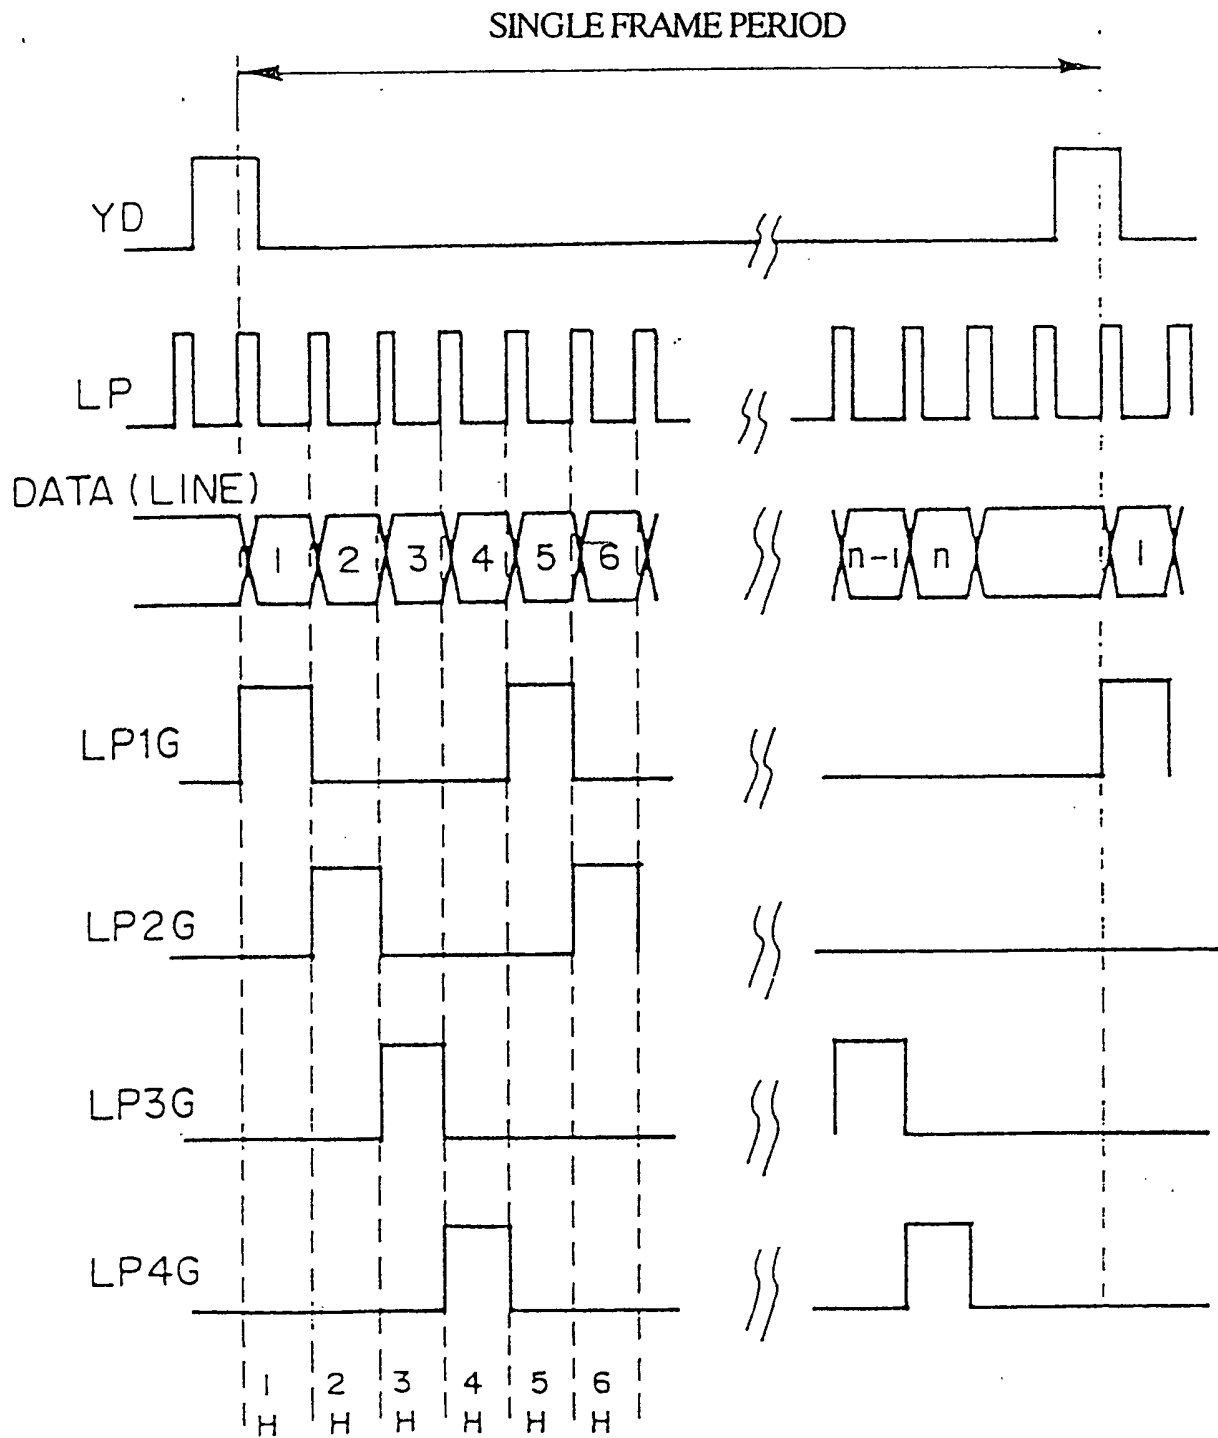 SINGLE FRAME PERIOD
YD
LP
DATA (LINE)
1 2 3 4 5 6 n-1 n 1
LP1G
LP2G
LP3G
LP4G
1 2 3 4 5 6
H H H H H H